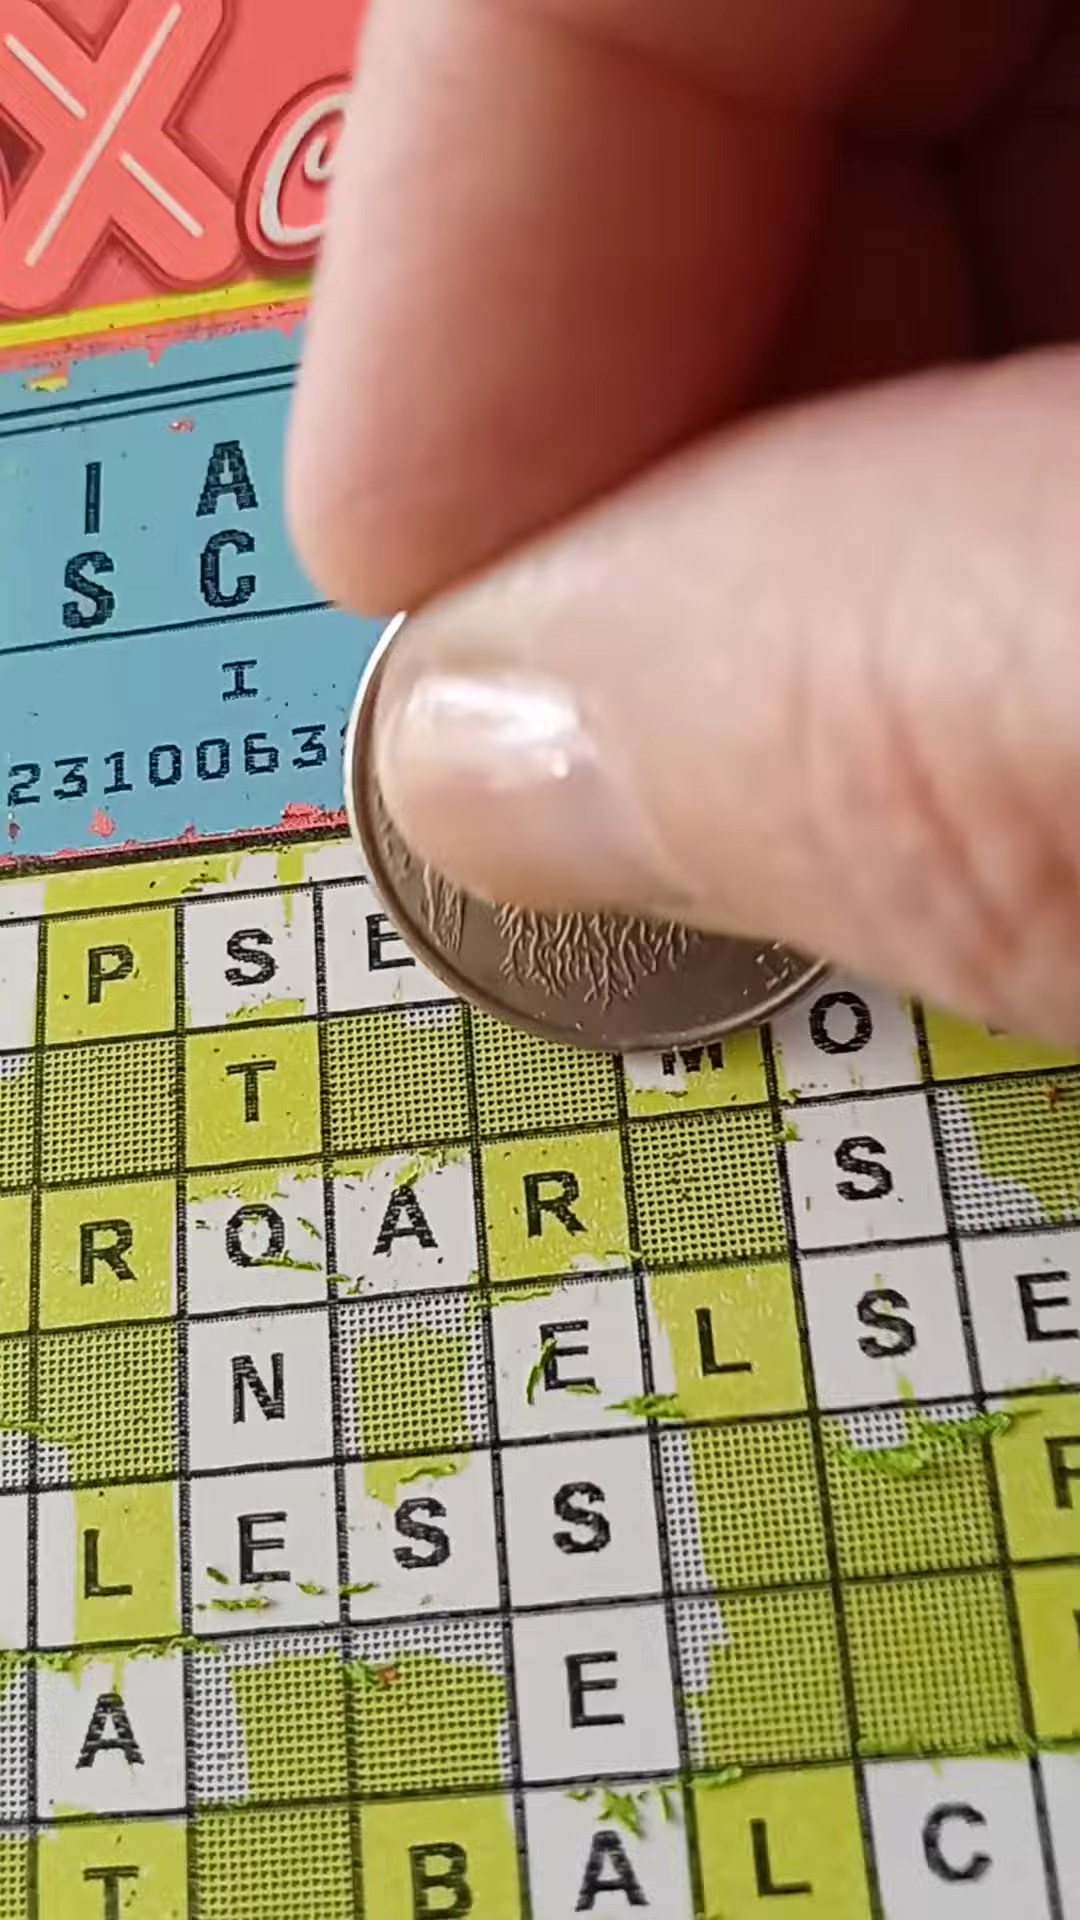 X
I A
S C
I
2310063
P S E
T M O
S
R O A R
N E L S E
L E S S
A E
T B A L C